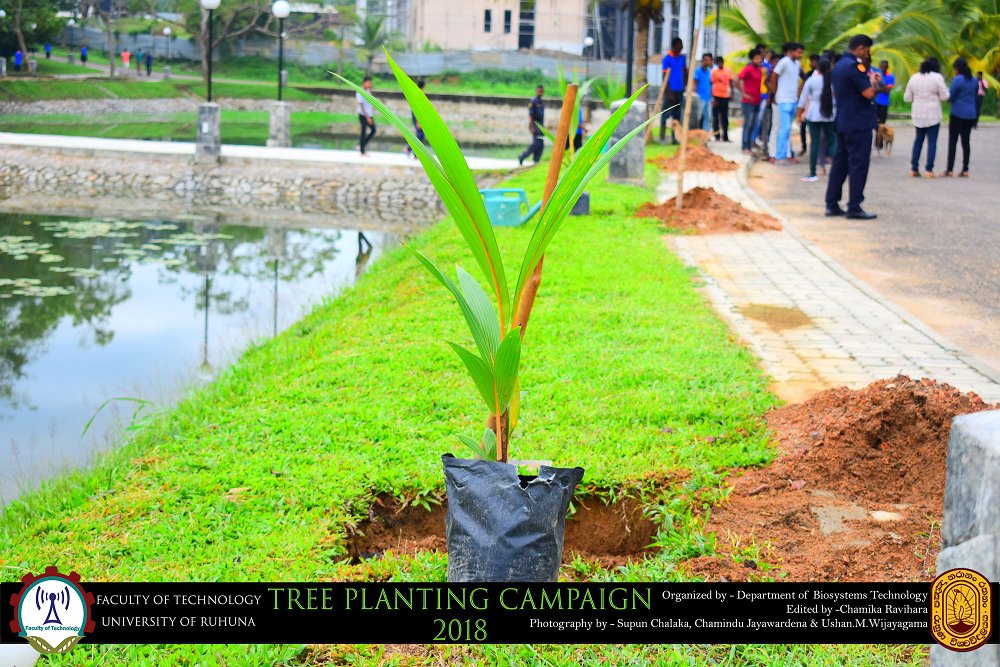 Faculty of Technology
FACULTY OF TECHNOLOGY
UNIVERSITY OF RUHUNA
TREE PLANTING CAMPAIGN
2018
Organized by - Department of Biosystems Technology
Edited by -Chamika Ravihara
Photography by - Supun Chalaka, Chamindu Jayawardena & Ushan.M.Wijayagama